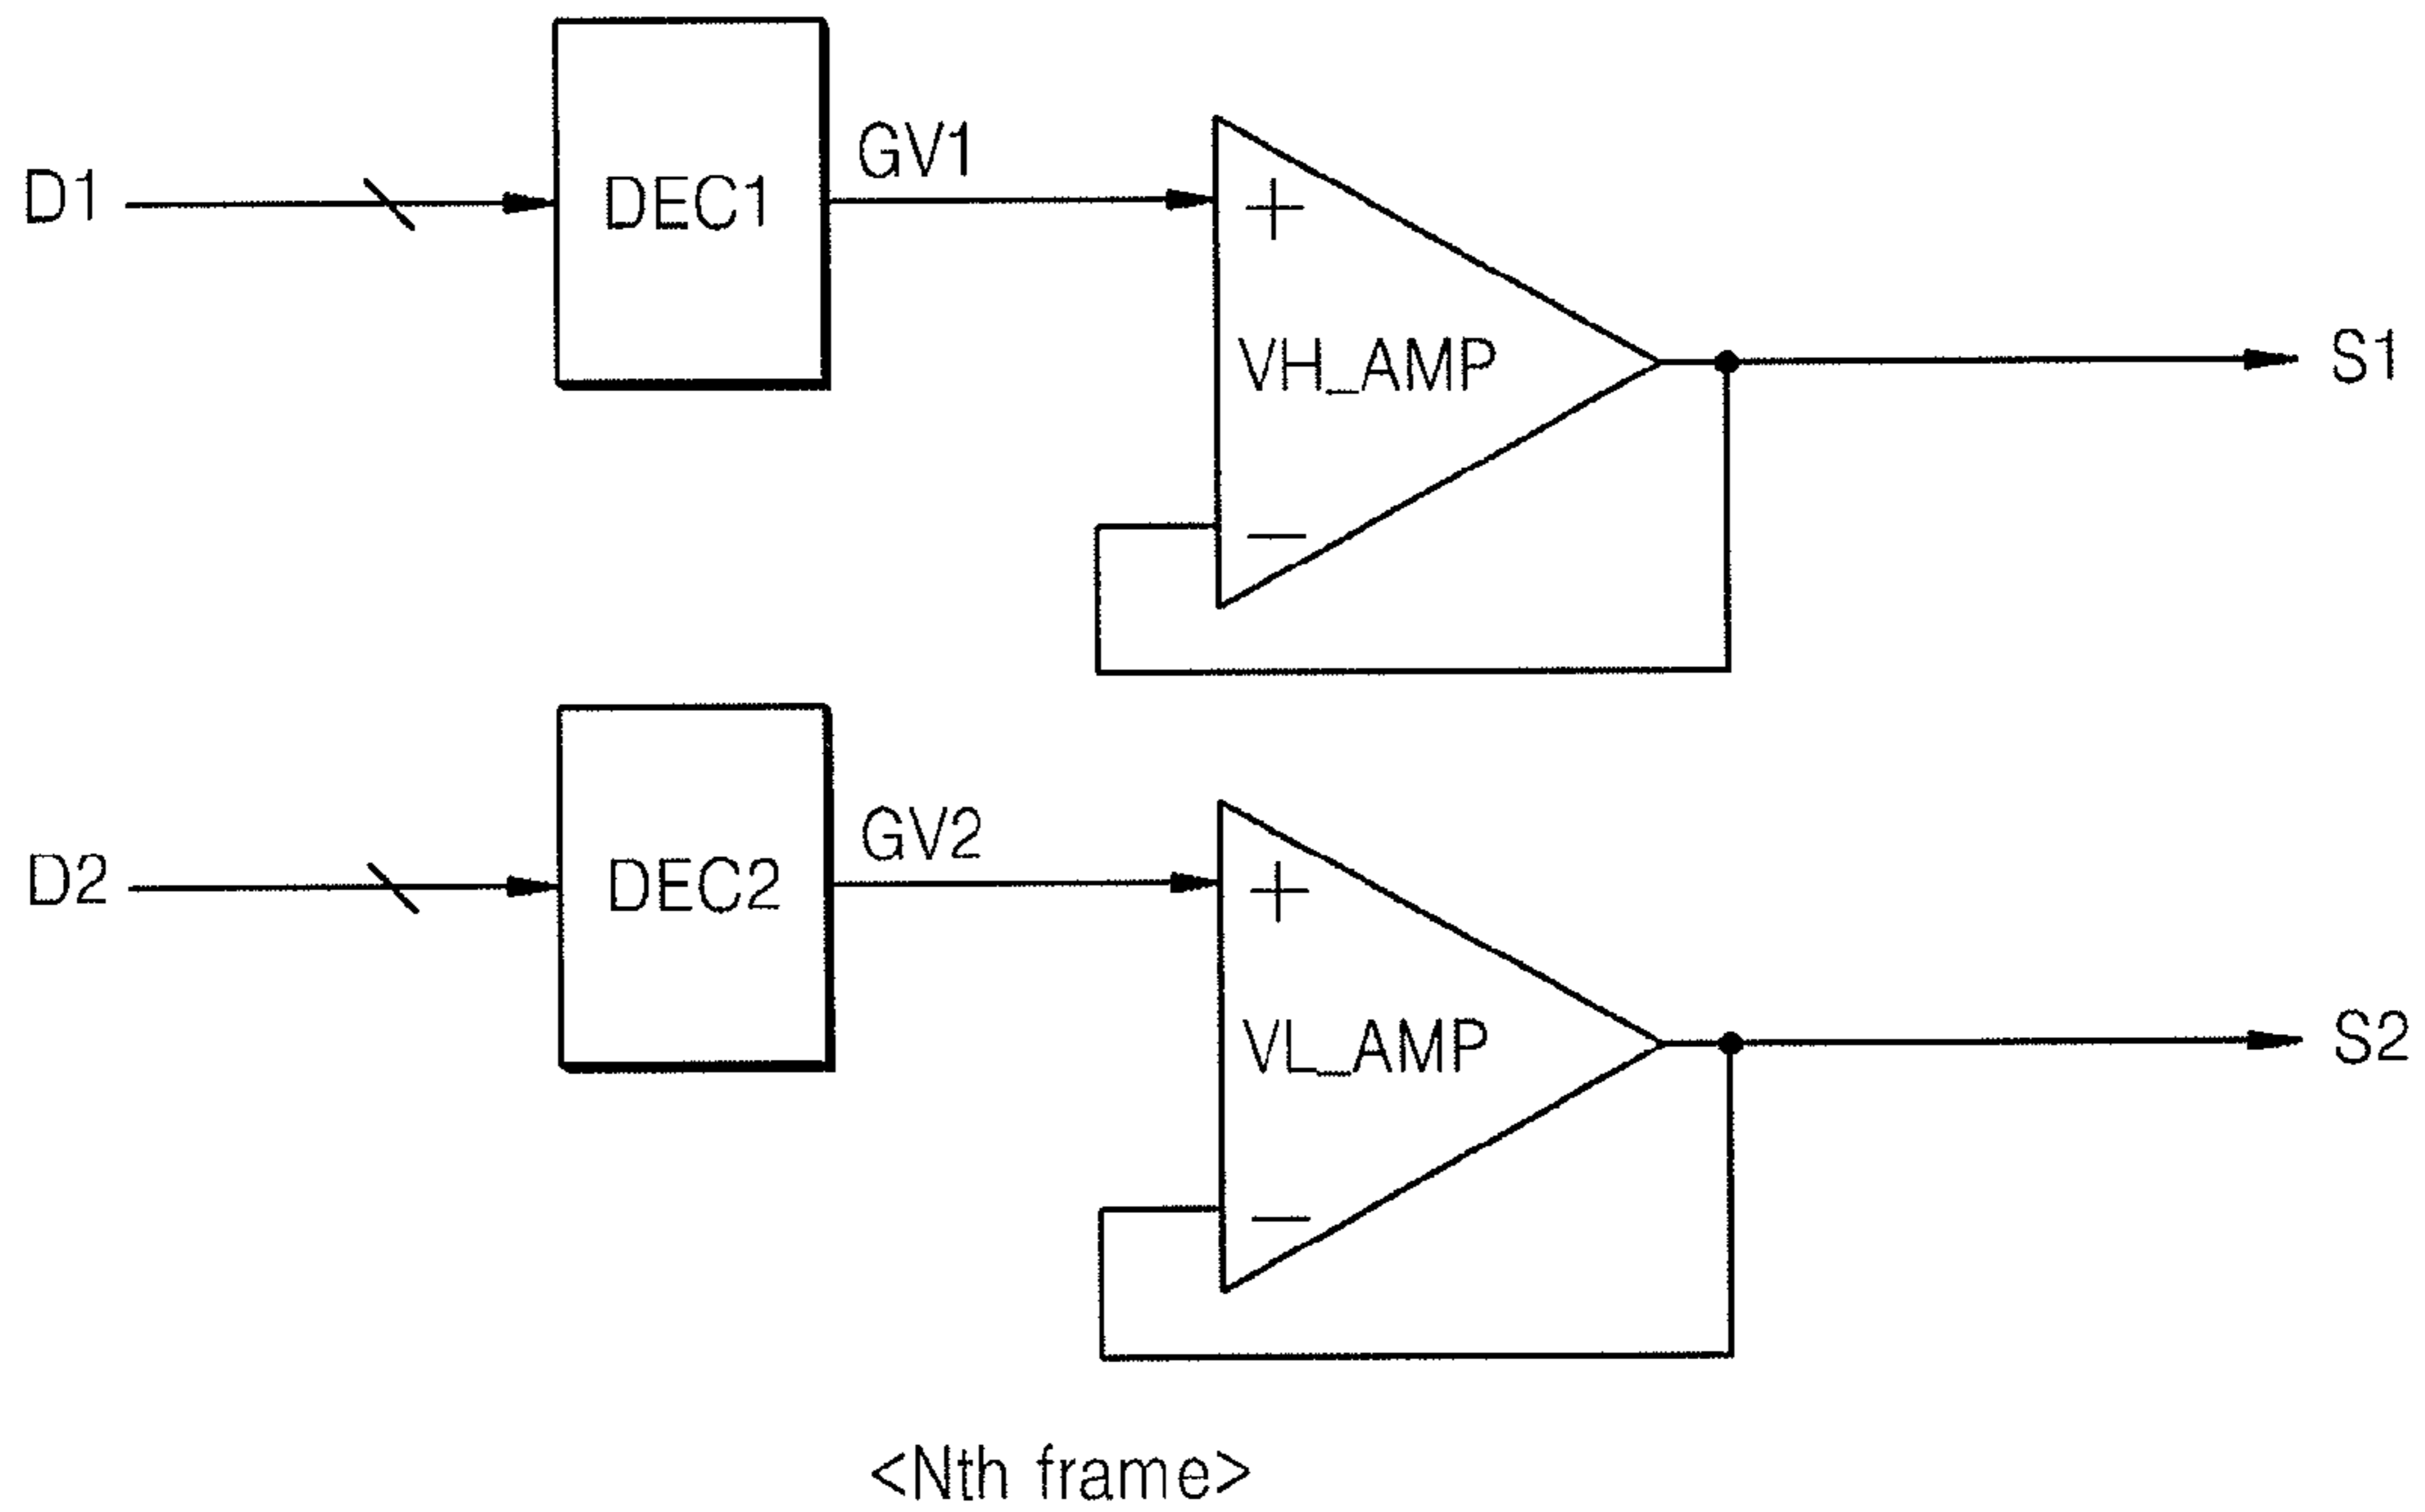 D1
DEC1
GV1
+
VH_AMP
−
S1
D2
DEC2
GV2
+
VL_AMP
−
S2
<Nth frame>